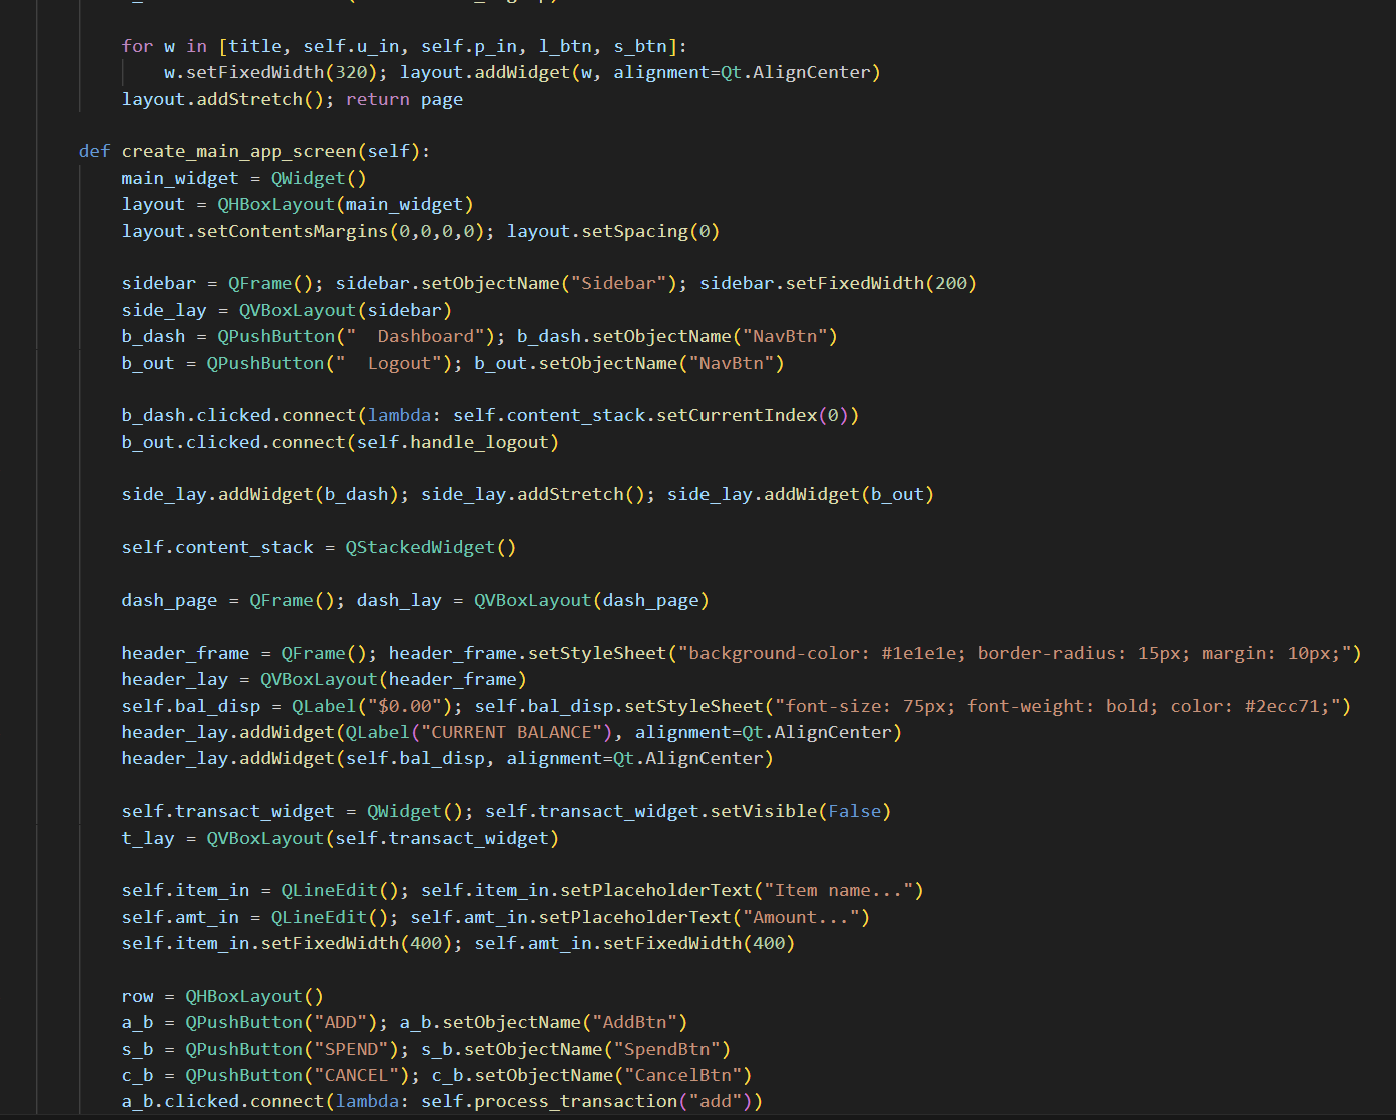 for w in [title, self.u_in, self.p_in, l_btn, s_btn]:
w.setFixedWidth(320); layout.addWidget(w, alignment=Qt.AlignCenter)
layout.addStretch(); return page
def create_main_app_screen(self):
main_widget = QWidget()
layout = QHBoxLayout(main_widget)
layout.setContentsMargins(0,0,0,0); layout.setSpacing(0)
sidebar = QFrame(); sidebar.setObjectName("Sidebar"); sidebar.setFixedWidth(200)
side_lay = QVBoxLayout(sidebar)
b_dash = QPushButton("  Dashboard"); b_dash.setObjectName("NavBtn")
b_out = QPushButton("  Logout"); b_out.setObjectName("NavBtn")
b_dash.clicked.connect(lambda: self.content_stack.setCurrentIndex(0))
b_out.clicked.connect(self.handle_logout)
side_lay.addWidget(b_dash); side_lay.addStretch(); side_lay.addWidget(b_out)
self.content_stack = QStackedWidget()
dash_page = QFrame(); dash_lay = QVBoxLayout(dash_page)
header_frame = QFrame(); header_frame.setStyleSheet("background-color: #1e1e1e; border-radius: 15px; margin: 10px;")
header_lay = QVBoxLayout(header_frame)
self.bal_disp = QLabel("$0.00"); self.bal_disp.setStyleSheet("font-size: 75px; font-weight: bold; color: #2ecc71;")
header_lay.addWidget(QLabel("CURRENT BALANCE"), alignment=Qt.AlignCenter)
header_lay.addWidget(self.bal_disp, alignment=Qt.AlignCenter)
self.transact_widget = QWidget(); self.transact_widget.setVisible(False)
t_lay = QVBoxLayout(self.transact_widget)
self.item_in = QLineEdit(); self.item_in.setPlaceholderText("Item name...")
self.amt_in = QLineEdit(); self.amt_in.setPlaceholderText("Amount...")
self.item_in.setFixedWidth(400); self.amt_in.setFixedWidth(400)
row = QHBoxLayout()
a_b = QPushButton("ADD"); a_b.setObjectName("AddBtn")
s_b = QPushButton("SPEND"); s_b.setObjectName("SpendBtn")
c_b = QPushButton("CANCEL"); c_b.setObjectName("CancelBtn")
a_b.clicked.connect(lambda: self.process_transaction("add"))